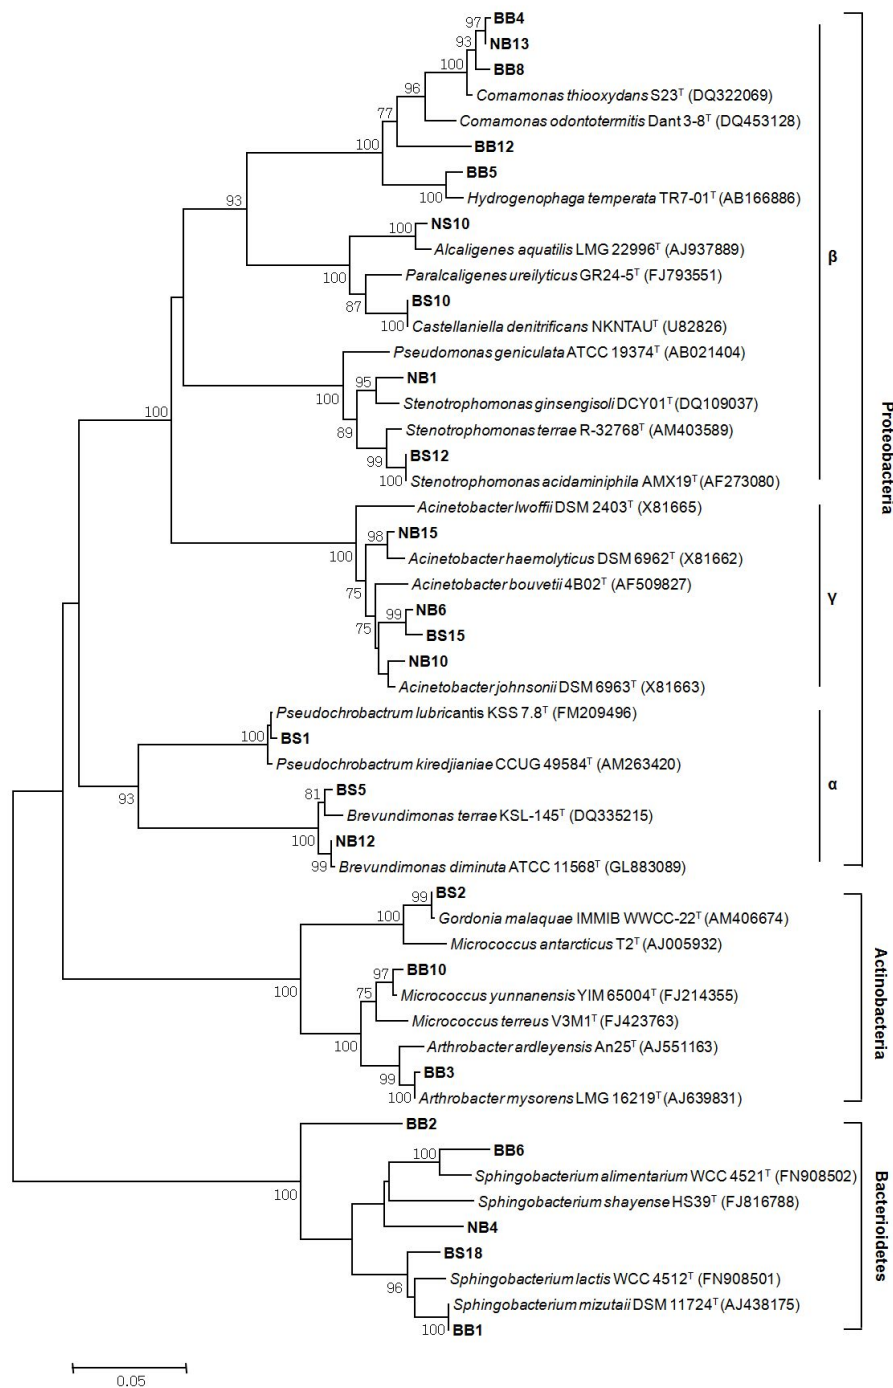 97
BB4
NB13
93
BB8
100
Comamonas thiooxydans S23ᵀ (DQ322069)
96
Comamonas odontotermitis Dant 3-8ᵀ (DQ453128)
77
100
BB12
BB5
100
Hydrogenophaga temperata TR7-01ᵀ (AB166886)
93
NS10
100
Alcaligenes aquatilis LMG 22996ᵀ (AJ937889)
100
Paralcaligenes ureilyticus GR24-5ᵀ (FJ793551)
87
BS10
100
Castellaniella denitrificans NKNTAUᵀ (U82826)
β
Pseudomonas geniculata ATCC 19374ᵀ (AB021404)
95
NB1
100
Stenotrophomonas ginsengisoli DCY01ᵀ (DQ109037)
100
89
Stenotrophomonas terrae R-32768ᵀ (AM403589)
99
BS12
100
Stenotrophomonas acidaminiphila AMX19ᵀ (AF273080)
Proteobacteria
Acinetobacter lwoffii DSM 2403ᵀ (X81665)
98
NB15
100
Acinetobacter haemolyticus DSM 6962ᵀ (X81662)
75
Acinetobacter bouvetii 4B02ᵀ (AF509827)
γ
99
NB6
75
BS15
NB10
Acinetobacter johnsonii DSM 6963ᵀ (X81663)
Pseudochrobactrum lubricantis KSS 7.8ᵀ (FM209496)
100
BS1
Pseudochrobactrum kiredjianiae CCUG 49584ᵀ (AM263420)
93
α
81
BS5
Brevundimonas terrae KSL-145ᵀ (DQ335215)
100
NB12
99
Brevundimonas diminuta ATCC 11568ᵀ (GL883089)
99
BS2
100
Gordonia malaquae IMMIB WWCC-22ᵀ (AM406674)
Micrococcus antarcticus T2ᵀ (AJ005932)
100
97
BB10
75
Micrococcus yunnanensis YIM 65004ᵀ (FJ214355)
Micrococcus terreus V3M1ᵀ (FJ423763)
100
Arthrobacter ardleyensis An25ᵀ (AJ551163)
99
BB3
100
Arthrobacter mysorens LMG 16219ᵀ (AJ639831)
Actinobacteria
BB2
100
100
BB6
Sphingobacterium alimentarium WCC 4521ᵀ (FN908502)
Sphingobacterium shayense HS39ᵀ (FJ816788)
NB4
BS18
96
Sphingobacterium lactis WCC 4512ᵀ (FN908501)
Sphingobacterium mizutaii DSM 11724ᵀ (AJ438175)
100
BB1
Bacterioidetes
0.05